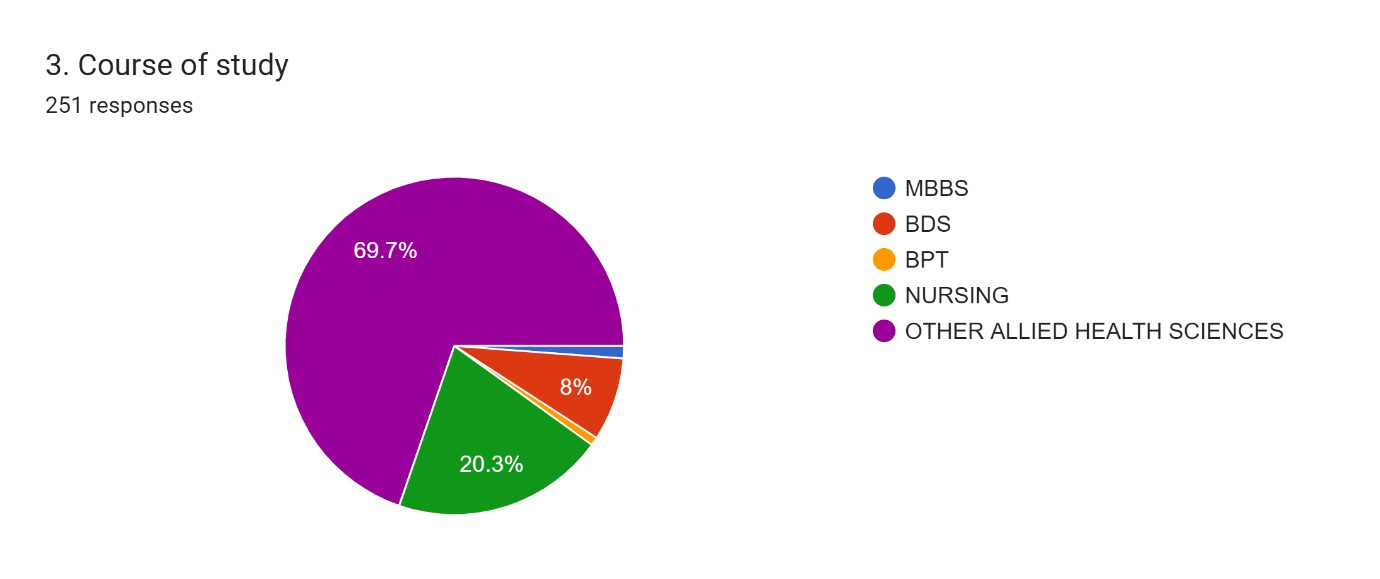 3. Course of study
251 responses
69.7%
8%
20.3%
MBBS
BDS
BPT
NURSING
OTHER ALLIED HEALTH SCIENCES